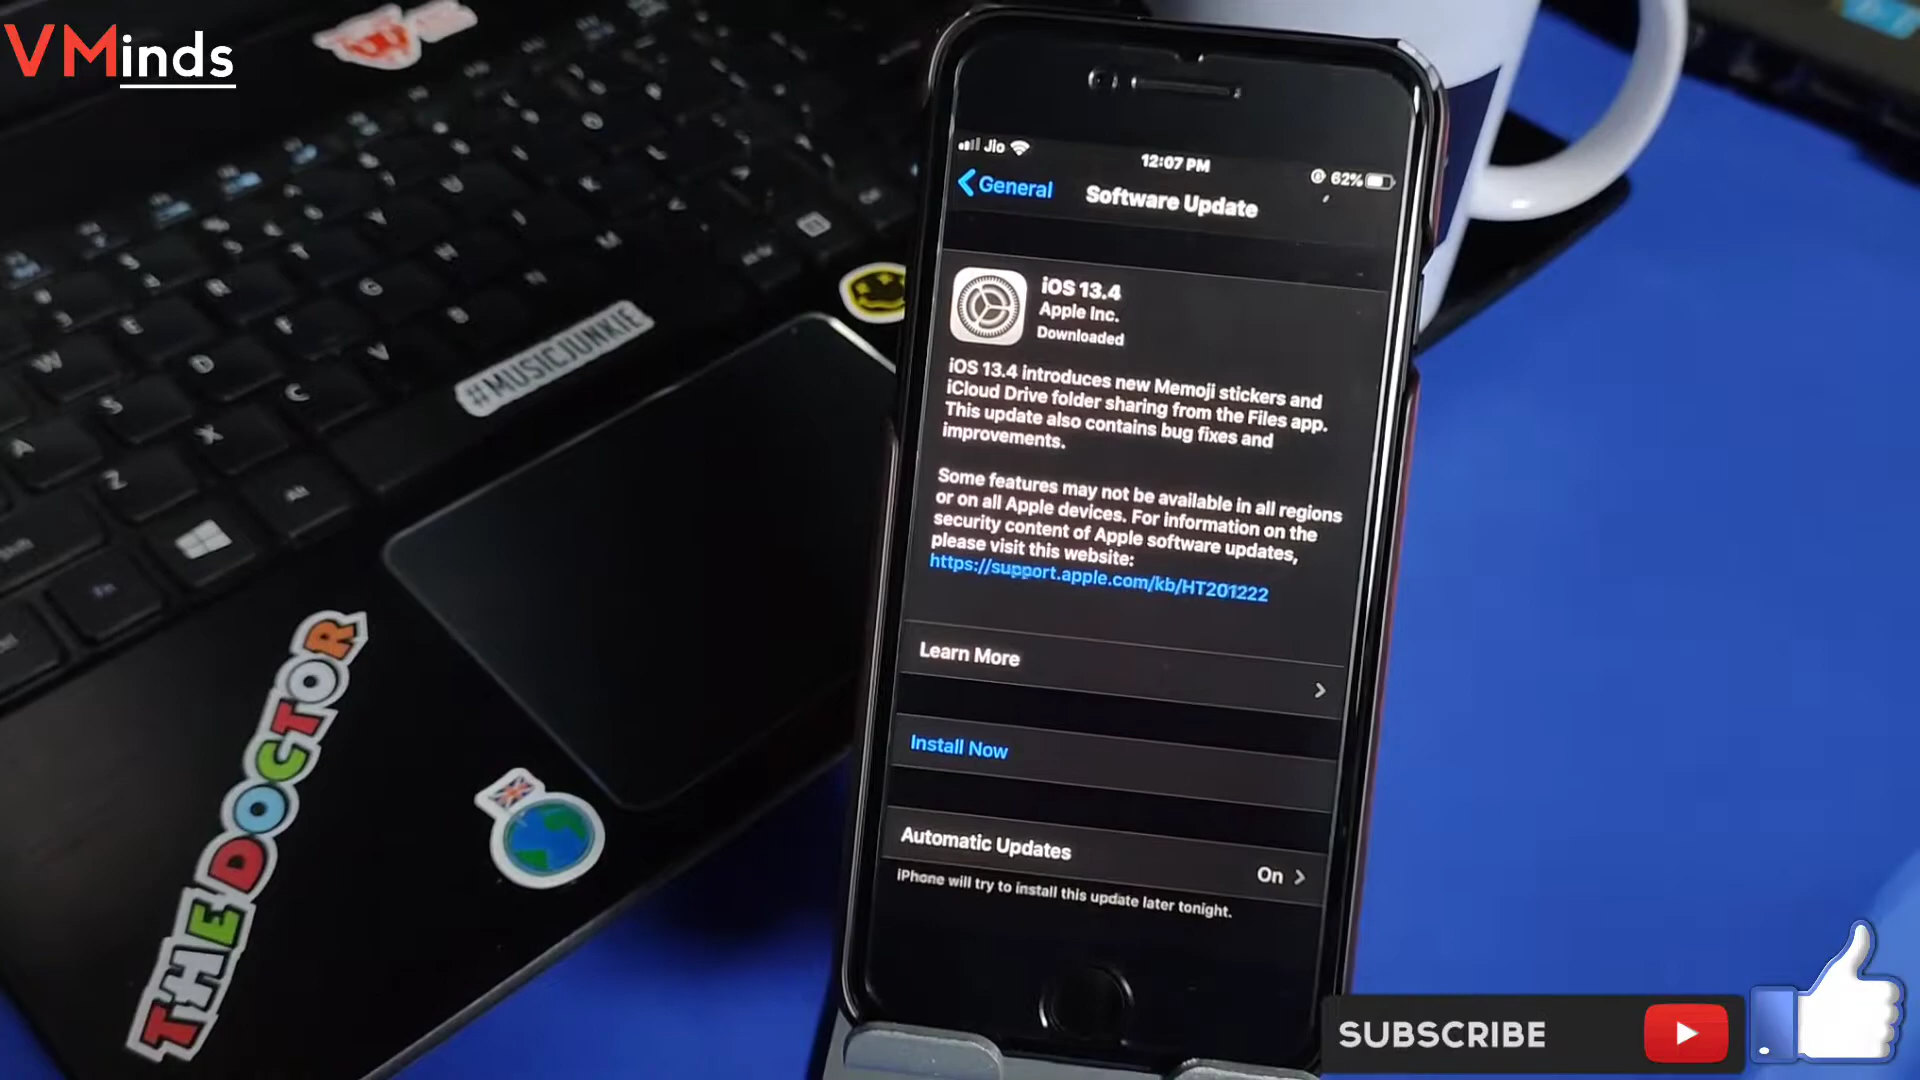 VMinds
Jio
12:07 PM
62%
General
Software Update
iOS 13.4
Apple Inc.
Downloaded
iOS 13.4 introduces new Memoji stickers and
iCloud Drive folder sharing from the Files app.
This update also contains bug fixes and
improvements.
Some features may not be available in all regions
or on all Apple devices. For information on the
security content of Apple software updates,
please visit this website:
https://support.apple.com/kb/HT201222
Learn More
Install Now
Automatic Updates
On
iPhone will try to install this update later tonight.
#MUSICJUNKIE
THE DOCTOR
SUBSCRIBE